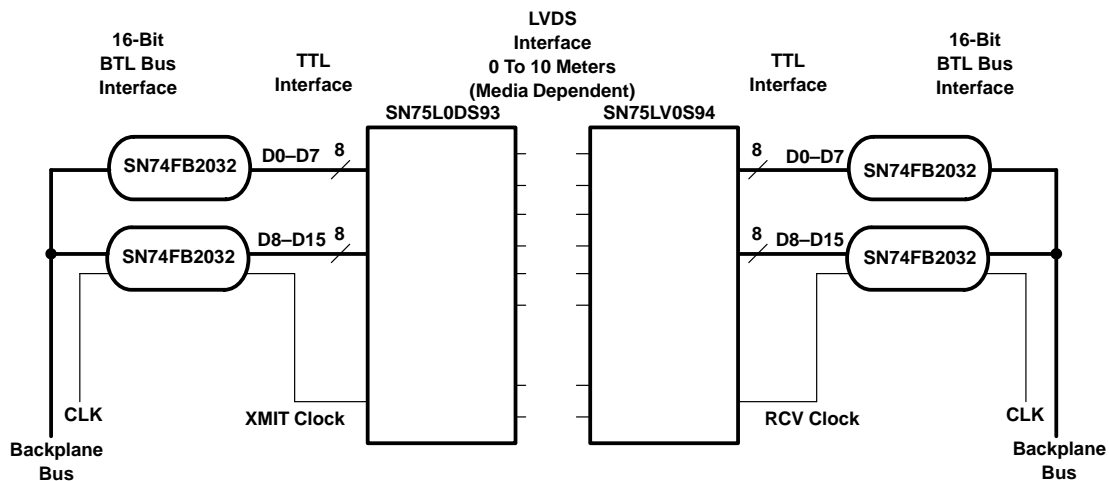 16-Bit
BTL Bus
Interface
TTL
Interface
LVDS
Interface
0 To 10 Meters
(Media Dependent)
TTL
Interface
16-Bit
BTL Bus
Interface
SN75L0DS93
SN75LV0S94
SN74FB2032
D0–D7
8
8
D0–D7
SN74FB2032
SN74FB2032
D8–D15
8
8
D8–D15
SN74FB2032
CLK
XMIT Clock
RCV Clock
CLK
Backplane
Bus
Backplane
Bus